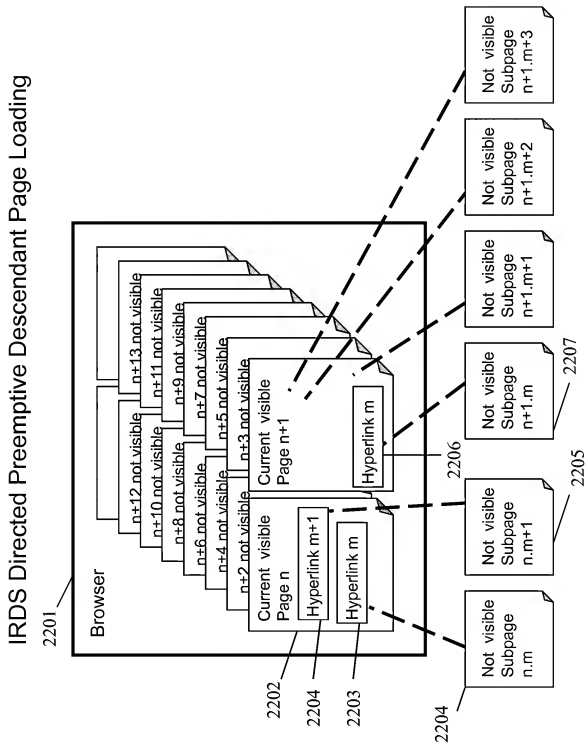 IRDS Directed Preemptive Descendant Page Loading
2201
Browser
n+12 not visible
n+13 not visible
n+10 not visible
n+11 not visible
n+8 not visible
n+9 not visible
n+6 not visible
n+7 not visible
n+4 not visible
n+5 not visible
n+2 not visible
n+3 not visible
2202
Current visible
Page n
Current visible
Page n+1
2204
Hyperlink m+1
2203
Hyperlink m
Hyperlink m
2206
2204
Not visible
Subpage
n.m
Not visible
Subpage
n.m+1
2205
Not visible
Subpage
n+1.m
2207
Not visible
Subpage
n+1.m+1
Not visible
Subpage
n+1.m+2
Not visible
Subpage
n+1.m+3